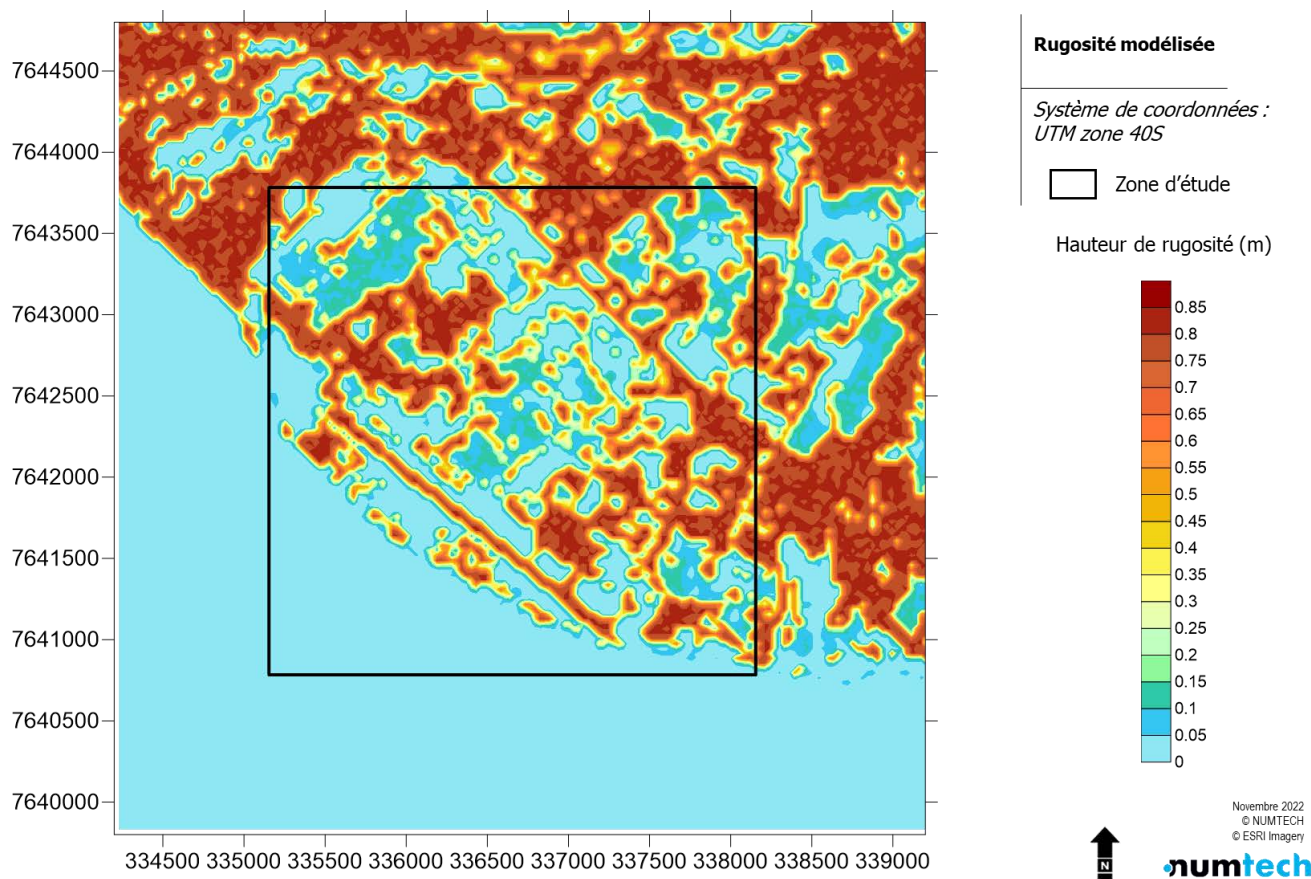 7644500
7644000
7643500
7643000
7642500
7642000
7641500
7641000
7640500
7640000
334500 335000 335500 336000 336500 337000 337500 338000 338500 339000
Rugosité modélisée
Système de coordonnées :
UTM zone 40S
Zone d'étude
Hauteur de rugosité (m)
0.85
0.8
0.75
0.7
0.65
0.6
0.55
0.5
0.45
0.4
0.35
0.3
0.25
0.2
0.15
0.1
0.05
0
Novembre 2022
© NUMTECH
© ESRI Imagery
N
numtech